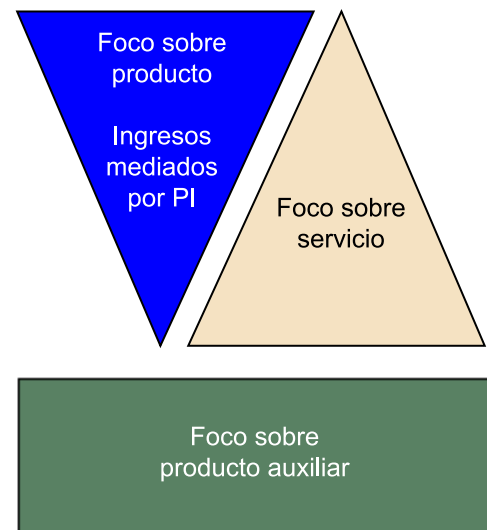 Foco sobre
producto
Ingresos
mediados
por PI
Foco sobre
servicio
Foco sobre
producto auxiliar